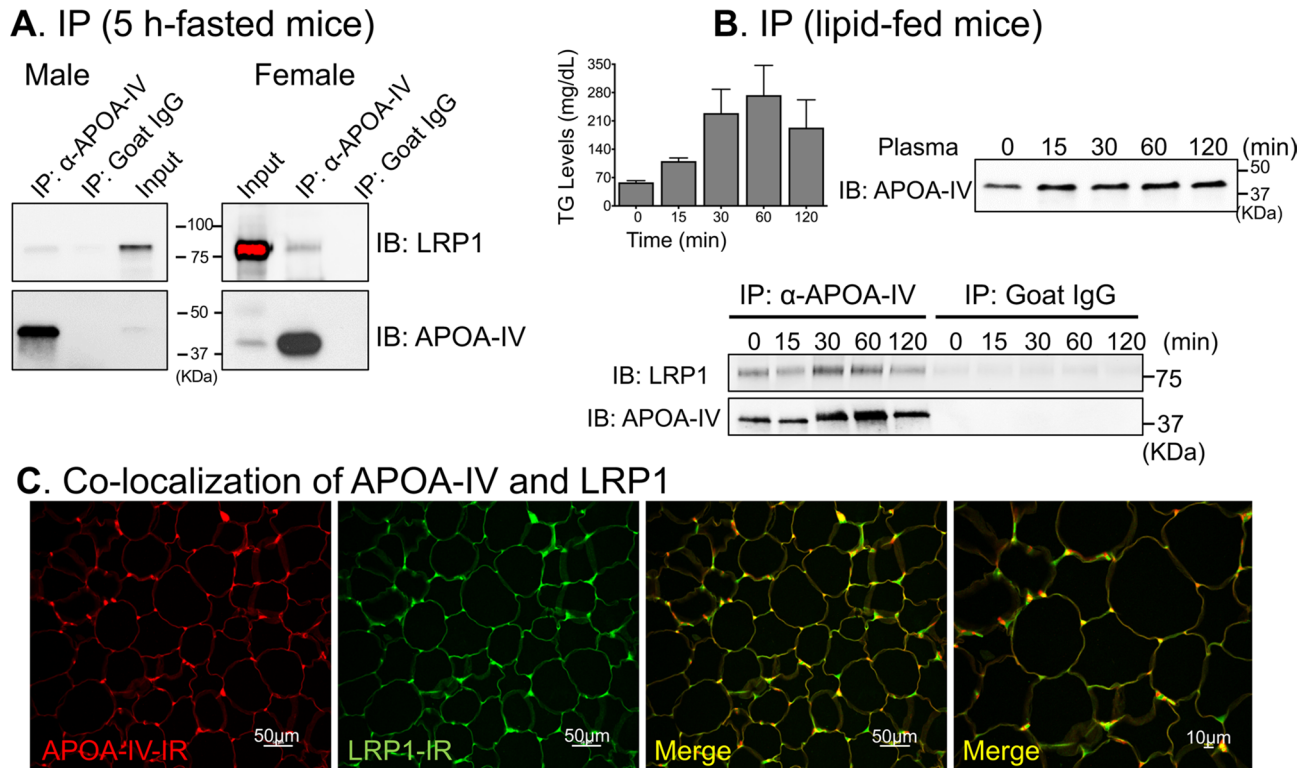 A. IP (5 h-fasted mice)
Male
Female
IP: α-APOA-IV
IP: Goat IgG
Input
Input
IP: α-APOA-IV
IP: Goat IgG
100
75
IB: LRP1
50
37
(KDa)
IB: APOA-IV
B. IP (lipid-fed mice)
TG Levels (mg/dL)
350
280
210
140
70
0
0 15 30 60 120
Time (min)
Plasma 0 15 30 60 120 (min)
IB: APOA-IV
50
37
(KDa)
IP: α-APOA-IV IP: Goat IgG
0 15 30 60 120 0 15 30 60 120 (min)
IB: LRP1
75
IB: APOA-IV
37
(KDa)
C. Co-localization of APOA-IV and LRP1
APOA-IV-IR 50µm
LRP1-IR 50µm
Merge 50µm
Merge 10µm